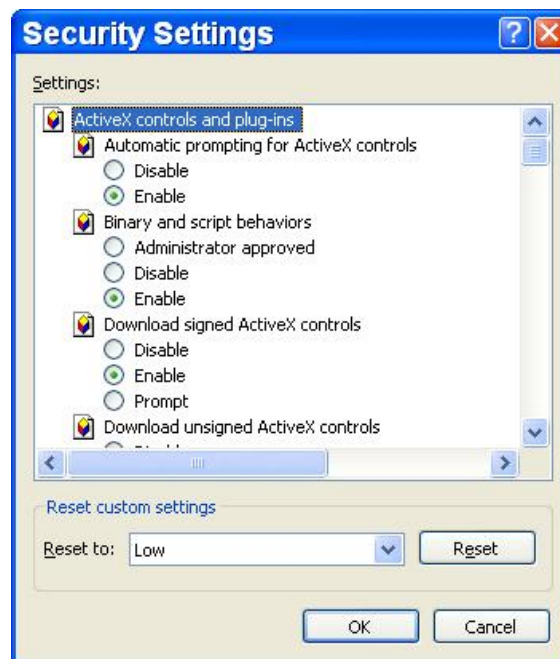 Security Settings
Settings:
ActiveX controls and plug-ins
Automatic prompting for ActiveX controls
Disable
Enable
Binary and script behaviors
Administrator approved
Disable
Enable
Download signed ActiveX controls
Disable
Enable
Prompt
Download unsigned ActiveX controls
Reset custom settings
Reset to: Low Reset
OK Cancel